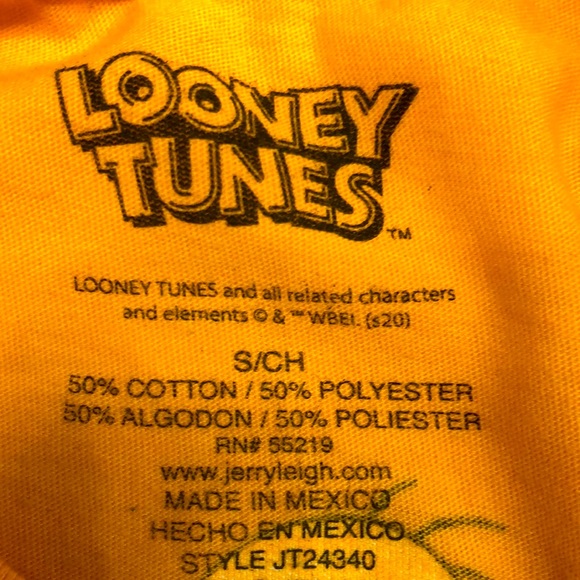 LOONEY
TUNES
TM
LOONEY TUNES and all related characters
and elements © & ™ WBEI. (s20)
S/CH
50% COTTON / 50% POLYESTER
50% ALGODON / 50% POLIESTER
RN# 55219
www.jerryleigh.com
MADE IN MEXICO
HECHO EN MEXICO
STYLE JT24340